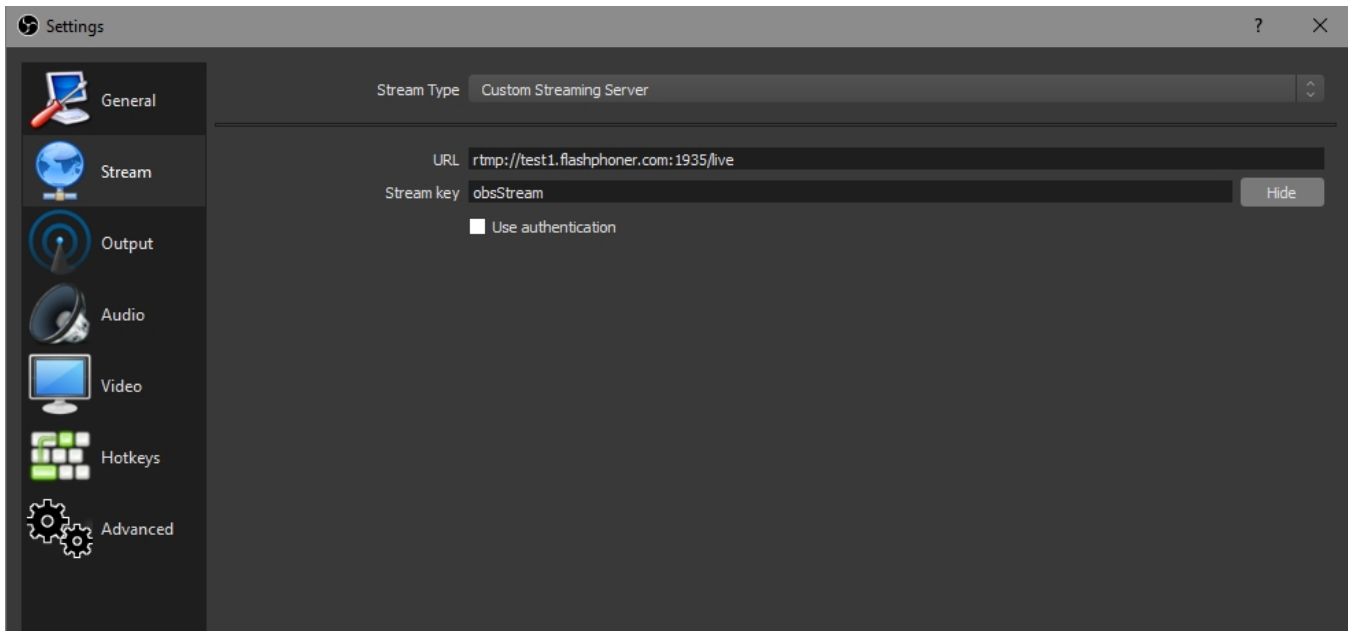 Settings
?
General
Stream
Output
Audio
Video
Hotkeys
Advanced
Stream Type Custom Streaming Server
URL rtmp://test1.flashphoner.com:1935/live
Stream key obsStream Hide
Use authentication